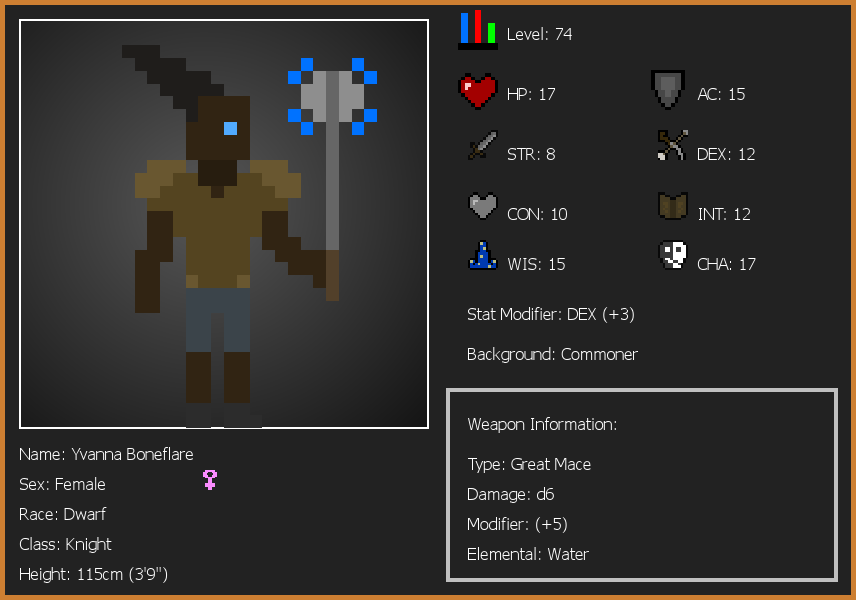 Level: 74
HP: 17
AC: 15
STR: 8
DEX: 12
CON: 10
INT: 12
WIS: 15
CHA: 17
Stat Modifier: DEX (+3)
Background: Commoner
Weapon Information:
Type: Great Mace
Damage: d6
Modifier: (+5)
Elemental: Water
Name: Yvanna Boneflare
Sex: Female
Race: Dwarf
Class: Knight
Height: 115cm (3'9")